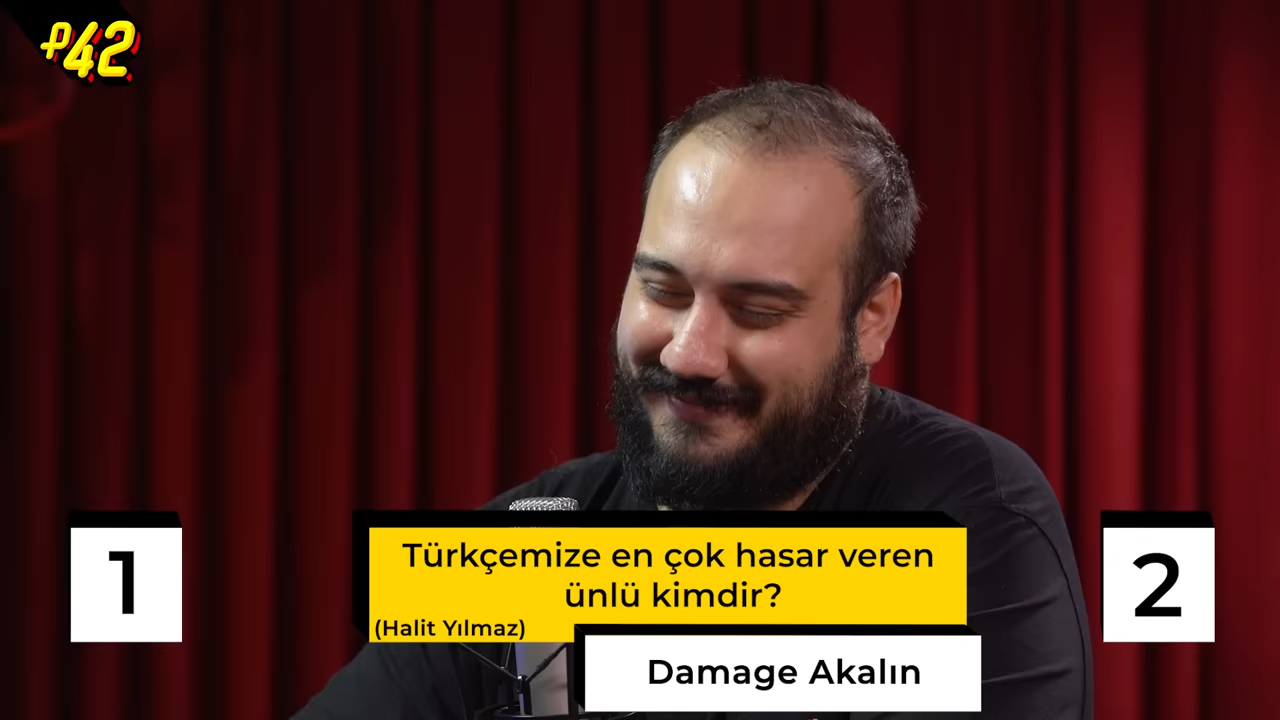 P42
1
Türkçemize en çok hasar veren
ünlü kimdir?
(Halit Yılmaz)
2
Damage Akalın